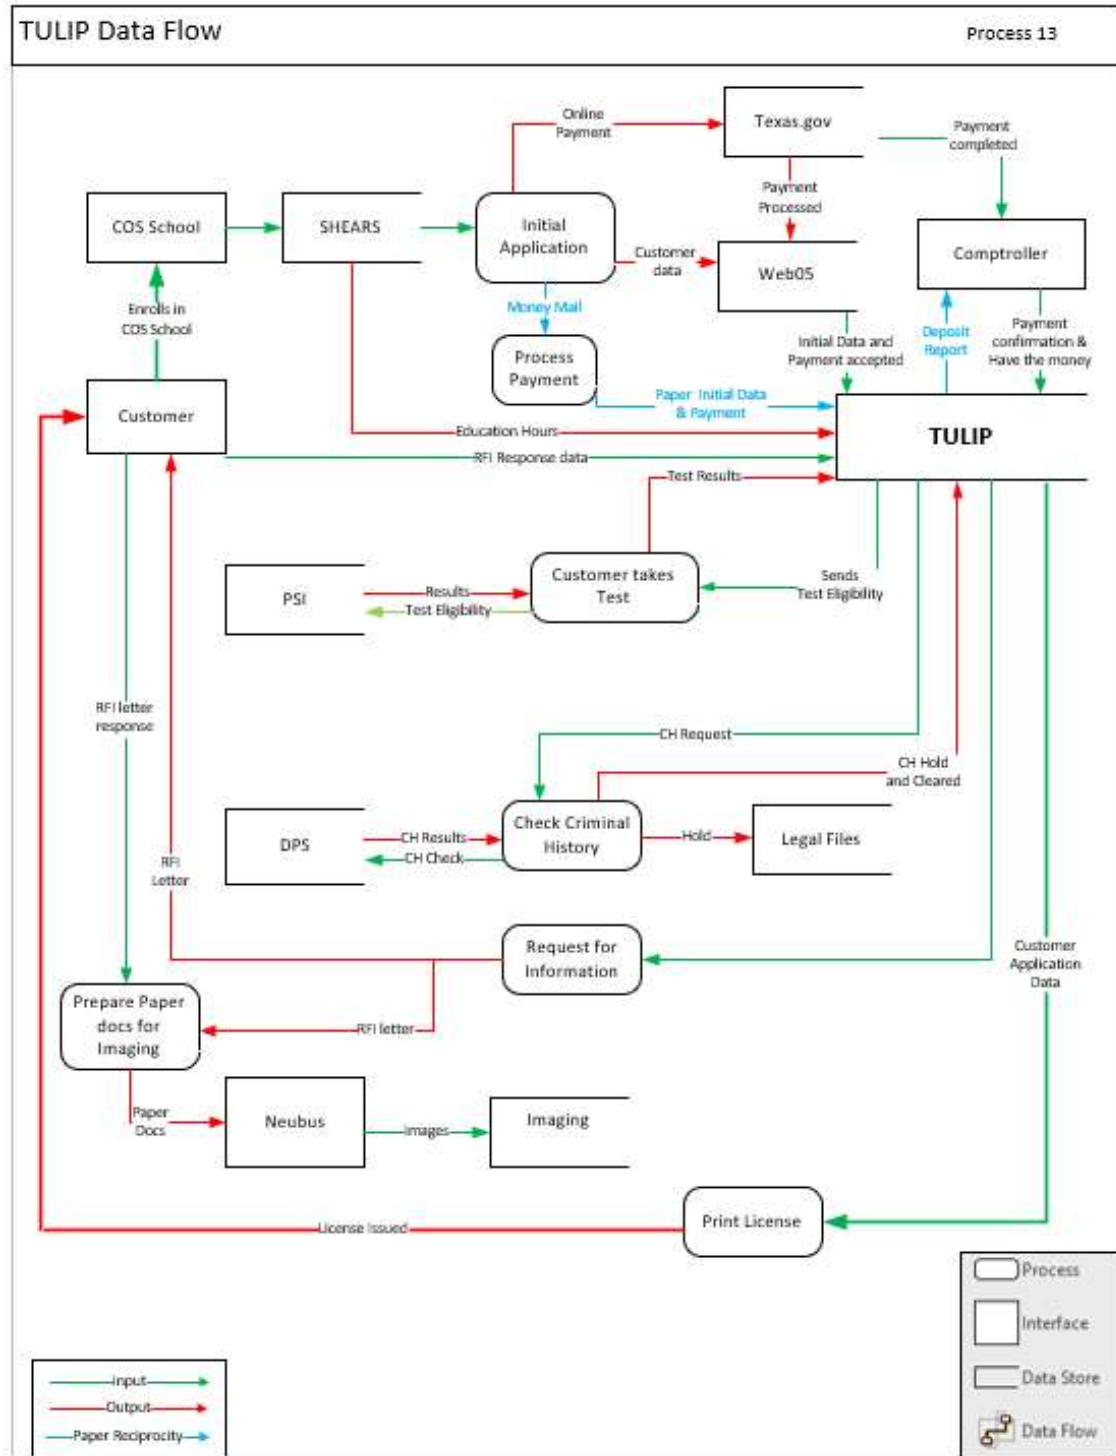 TULIP Data Flow
Process 13
Online
Payment
Texas.gov
Payment
completed
Payment
Processed
COS School
SHEARS
Initial
Application
Customer
data
Web05
Comptroller
Enrolls in
COS School
Money Mail
Process
Payment
Initial Data and
Payment accepted
Deposit
Report
Payment
confirmation &
Have the money
Customer
Paper Initial Data
& Payment
TULIP
Education Hours
RFI Response data
Test Results
PSI
Results
Test Eligibility
Customer takes
Test
Sends
Test Eligibility
RFI letter
response
CH Request
CH Hold
and Cleared
DPS
CH Results
CH Check
Check Criminal
History
Hold
Legal Files
RFI
Letter
Request for
Information
Customer
Application
Data
Prepare Paper
docs for
Imaging
RFI letter
Paper
Docs
Neubus
Images
Imaging
License Issued
Print License
Process
Interface
Data Store
Data Flow
Input
Output
Paper Reciprocity